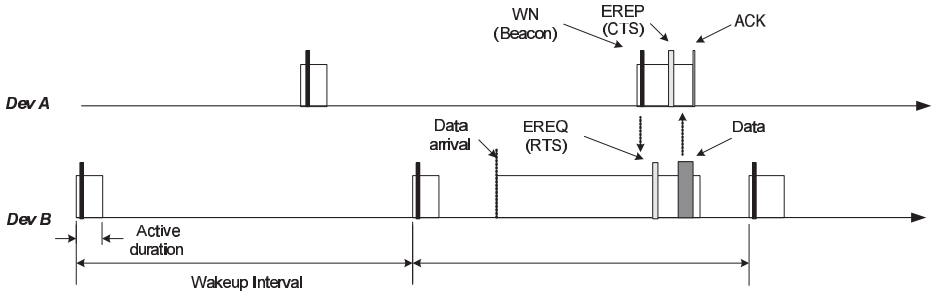 WN
(Beacon)
EREP
(CTS)
ACK
Dev A
Data
arrival
EREQ
(RTS)
Data
Dev B
Active
duration
Wakeup Interval